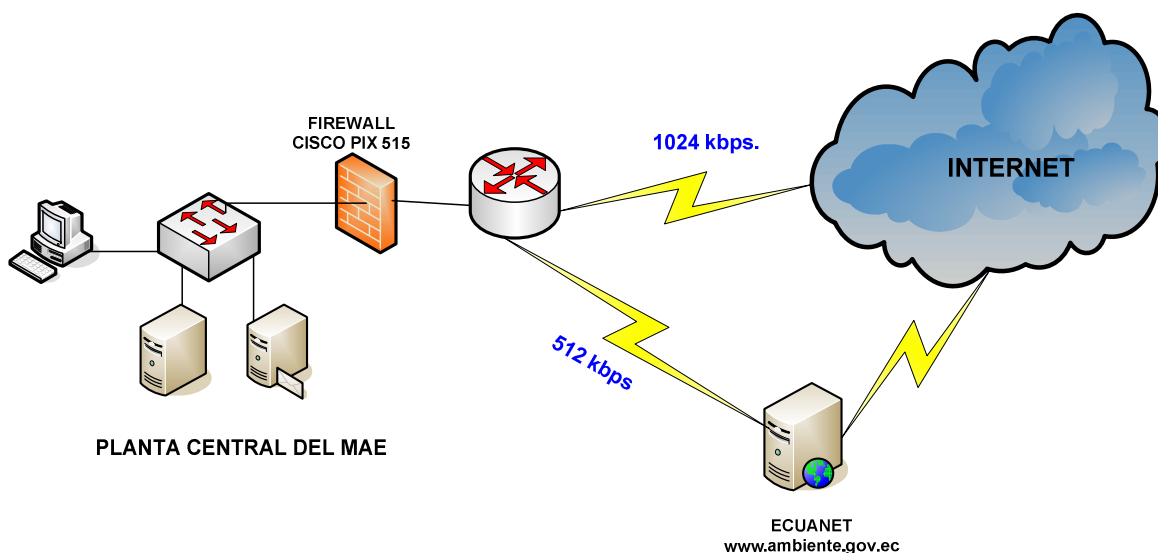 FIREWALL
CISCO PIX 515
1024 kbps.
INTERNET
512 kbps
PLANTA CENTRAL DEL MAE
ECUANET
www.ambiente.gov.ec